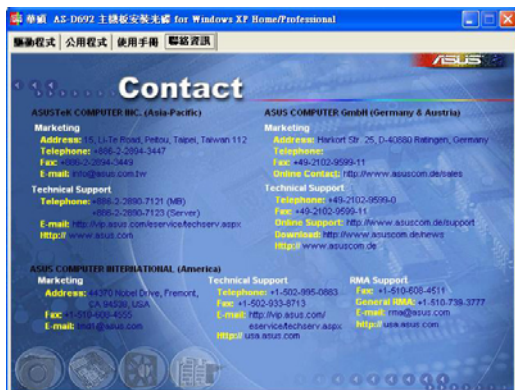 華碩 AS-D692 主機板安裝光碟 for Windows XP Home/Professional
驅動程式 公用程式 使用手冊 聯絡資訊
ASUS
Contact
ASUSTeK COMPUTER INC. (Asia-Pacific)
Marketing
Address: 15, Li-Te Road, Peitou, Taipei, Taiwan 112
Telephone: +886-2-2894-3447
Fax: +886-2-2894-3449
E-mail: info@asus.com.tw
Technical Support
Telephone: +886-2-2890-7121 (MB)
+886-2-2890-7123 (Server)
E-mail: http://vip.asus.com/eservice/techserv.aspx
Http:// www.asus.com
ASUS COMPUTER GmbH (Germany & Austria)
Marketing
Address: Harkort Str. 25, D-40880 Ratingen, Germany
Telephone:
Fax: +49-2102-9599-11
Online Contact: http://www.asuscom.de/sales
Technical Support
Telephone: +49-2102-9599-0
Fax: +49-2102-9599-11
Online Support: http://www.asuscom.de/support
Download: http://www.asuscom.de/news
Http:// www.asuscom.de
ASUS COMPUTER INTERNATIONAL (America)
Marketing
Address: 44370 Nobel Drive, Fremont,
CA 94538, USA
Fax: +1-510-608-4555
E-mail: rma1@asus.com
Technical Support
Telephone: +1-502-995-0883
Fax: +1-502-933-8713
E-mail: http://vip.asus.com/
eservice/techserv.aspx
Http:// usa.asus.com
RMA Support
Fax: +1-510-608-4511
General RMA: +1-510-739-3777
E-mail: rma@asus.com
http:// usa.asus.com